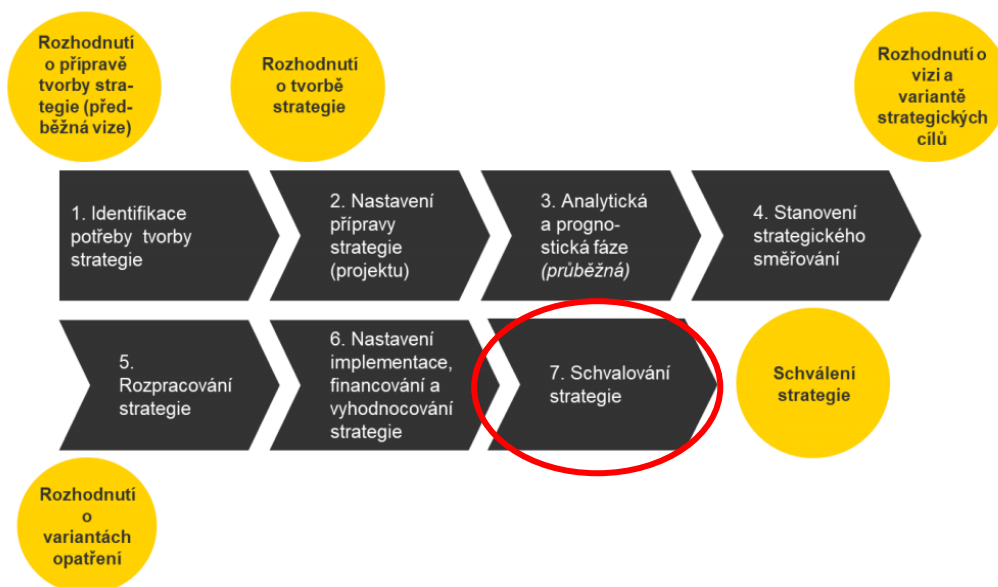 Rozhodnutí
o přípravě
tvorby stra-
tegie (před-
běžná vize)
Rozhodnutí
o tvorbě
strategie
Rozhodnutí o
vizi a
variantě
strategických
cílů
1. Identifikace
potřeby tvorby
strategie
2. Nastavení
přípravy
strategie
(projektu)
3. Analytická
a progno-
stická fáze
(průběžná)
4. Stanovení
strategického
směřování
5.
Rozpracování
strategie
6. Nastavení
implementace,
financování a
vyhodnocování
strategie
7. Schvalování
strategie
Schválení
strategie
Rozhodnutí
o
variantách
opatření